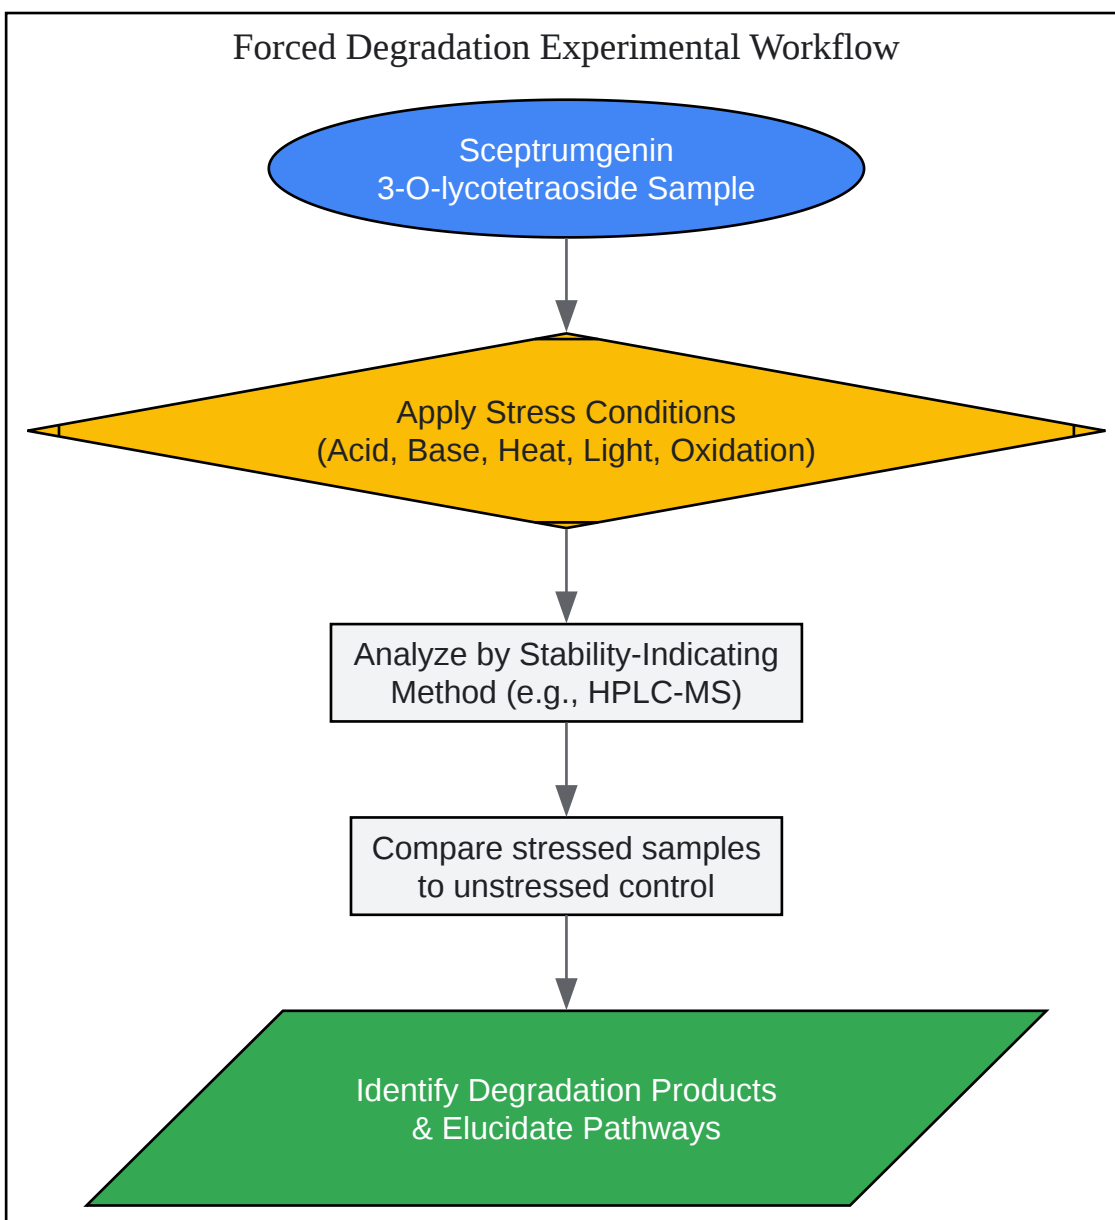 Forced Degradation Experimental Workflow
Sceptrumgenin
3-O-lycotetraoside Sample
Apply Stress Conditions
(Acid, Base, Heat, Light, Oxidation)
Analyze by Stability-Indicating
Method (e.g., HPLC-MS)
Compare stressed samples
to unstressed control
Identify Degradation Products
& Elucidate Pathways